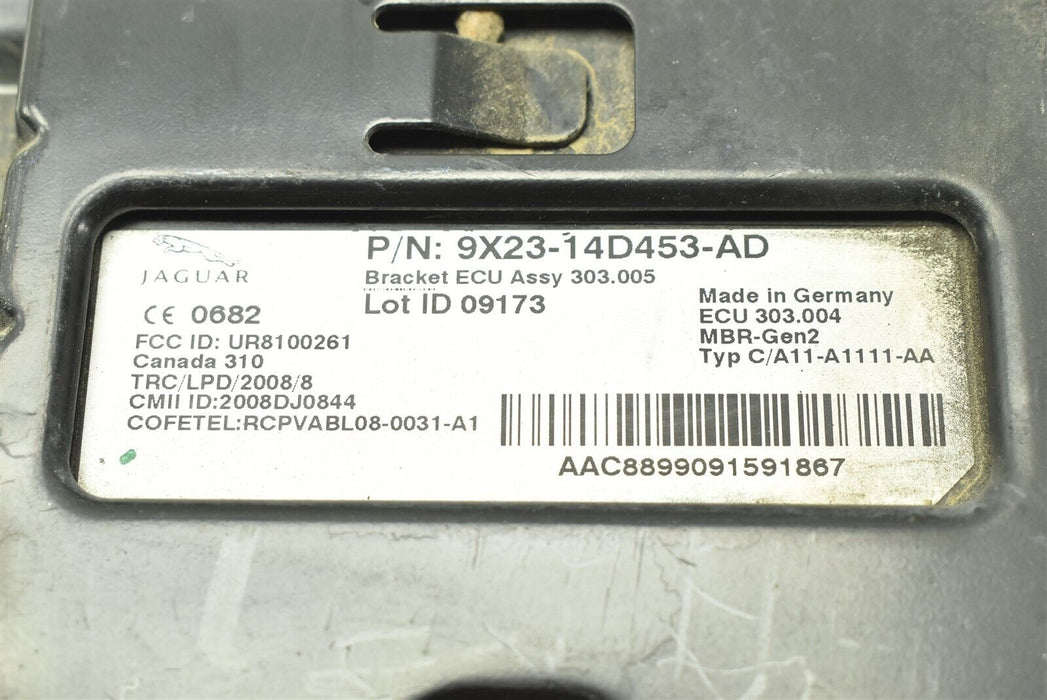 JAGUAR
CE 0682
FCC ID: UR8100261
Canada 310
TRC/LPD/2008/8
CMII ID:2008DJ0844
COFETEL:RCPVABL08-0031-A1
P/N: 9X23-14D453-AD
Bracket ECU Assy 303.005
Lot ID 09173
Made in Germany
ECU 303.004
MBR-Gen2
Typ C/A11-A1111-AA
AAC8899091591867